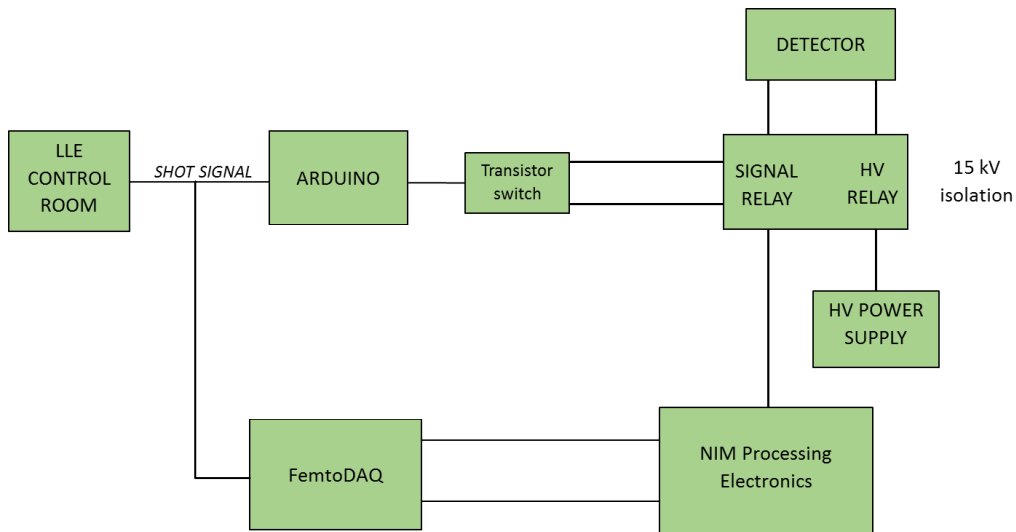 DETECTOR
LLE
CONTROL
ROOM
SHOT SIGNAL
ARDUINO
Transistor
switch
SIGNAL
RELAY
HV
RELAY
15 kV
isolation
HV POWER
SUPPLY
FemtoDAQ
NIM Processing
Electronics